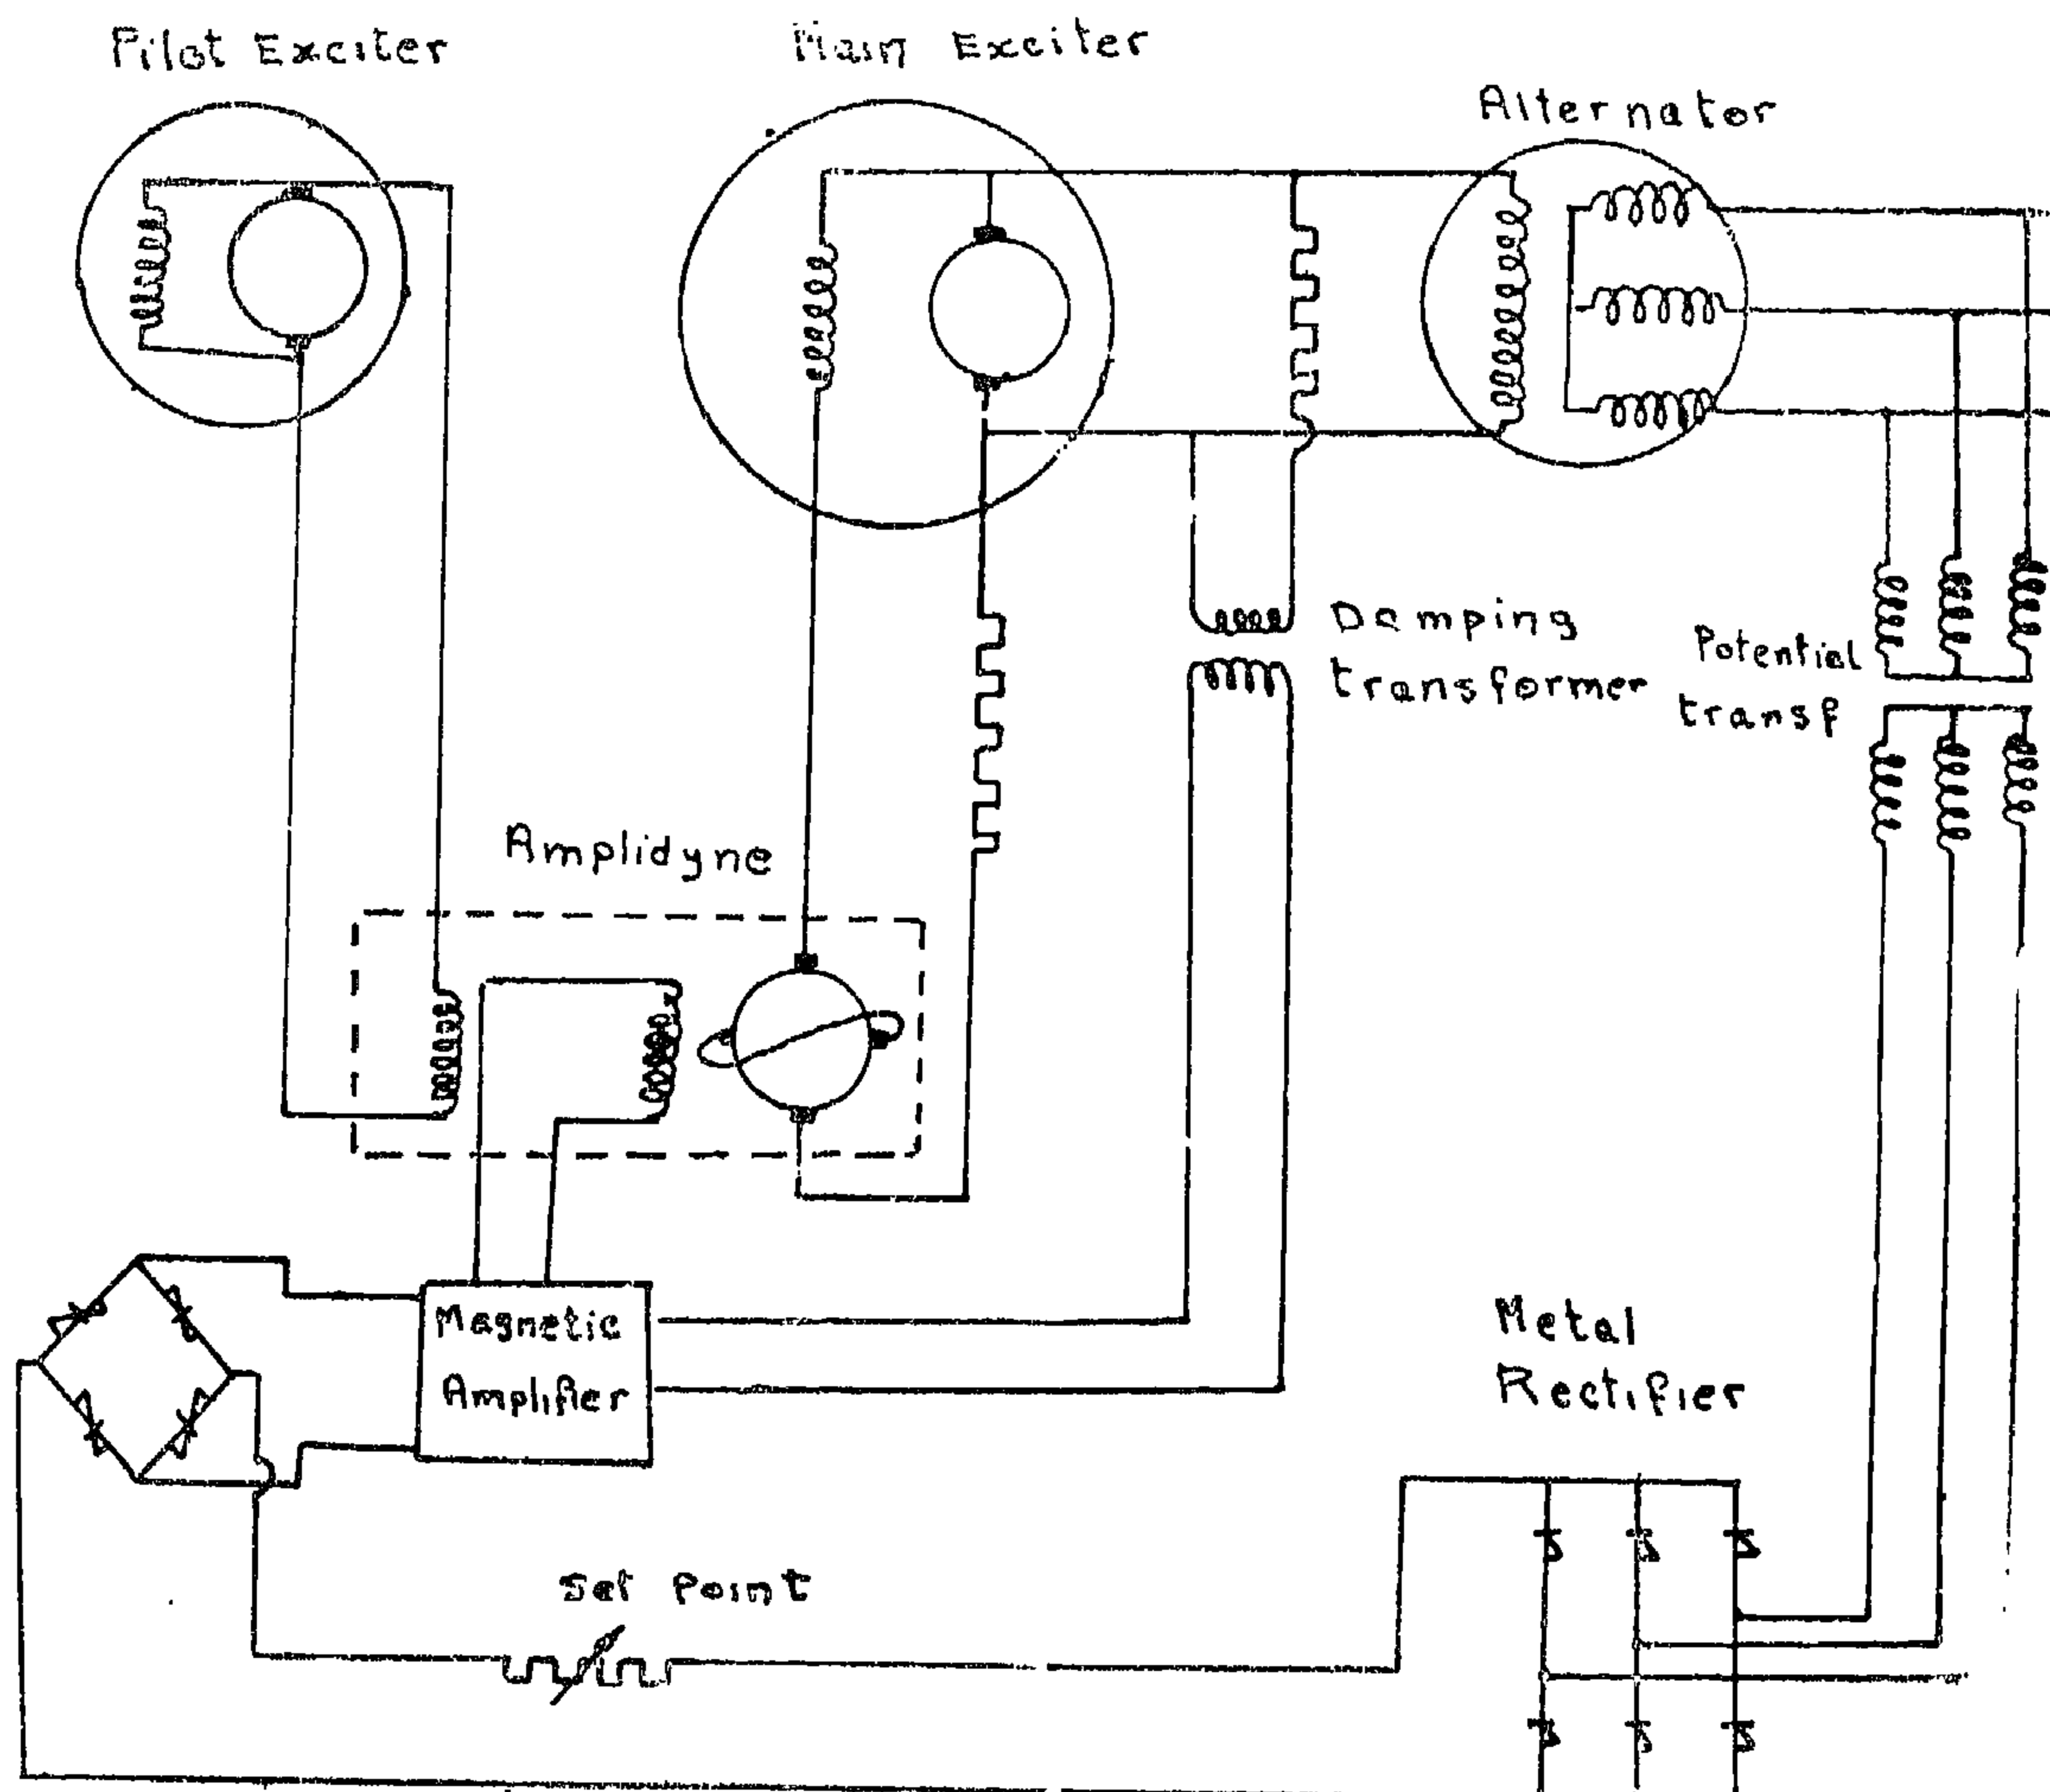 Pilot Exciter
Main Exciter
Alternator
Damping
transformer
Potential
transf
Amplidyne
Magnetic
Amplifier
Metal
Rectifier
Set Point